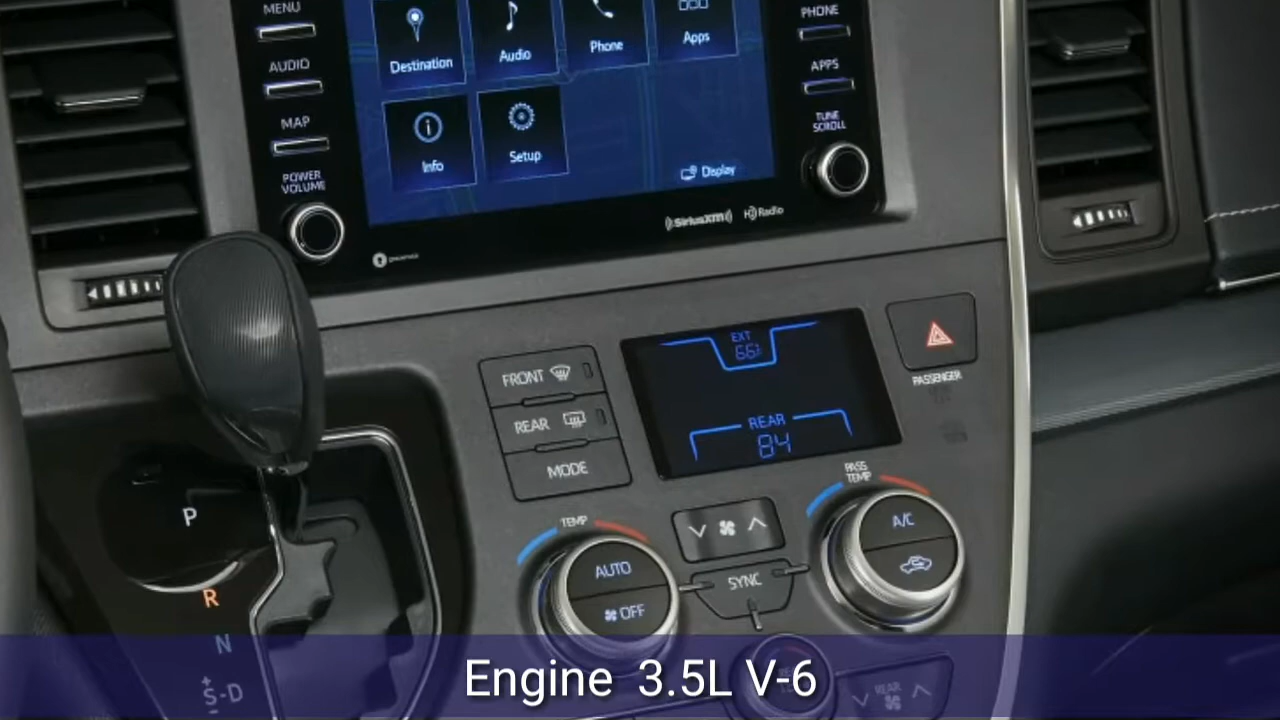 MENU
AUDIO
MAP
POWER
VOLUME
Destination
Audio
Phone
Apps
Info
Setup
Display
SiriusXM
HD Radio
PHONE
APPS
TUNE
SCROLL
FRONT
REAR
MODE
EXT
66
REAR
84
PASSENGER
PASS
TEMP
TEMP
AUTO
OFF
SYNC
A/C
P
R
N
+
S-D
-
REAR
Engine 3.5L V-6